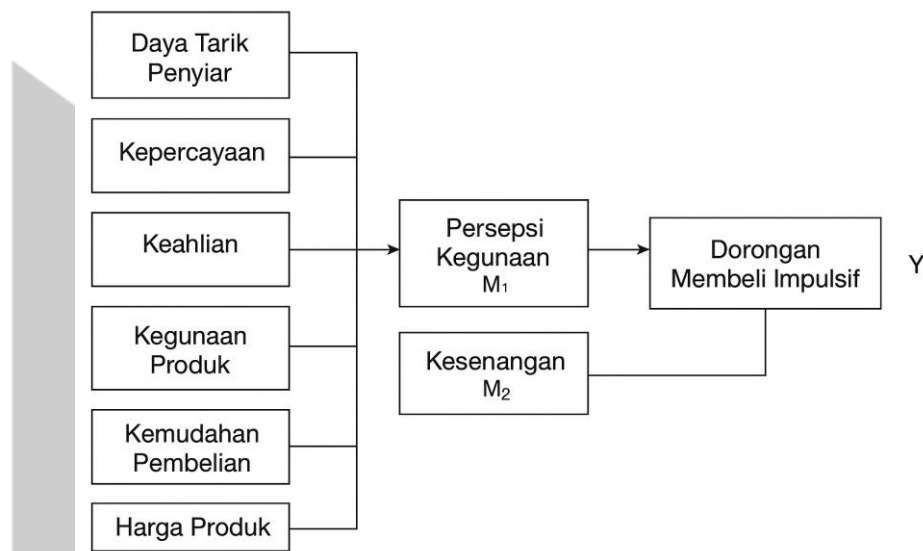 Daya Tarik
Penyiar
Kepercayaan
Keahlian
Kegunaan
Produk
Kemudahan
Pembelian
Harga Produk
Persepsi
Kegunaan
M₁
Kesenangan
M₂
Dorongan
Membeli Impulsif
Y